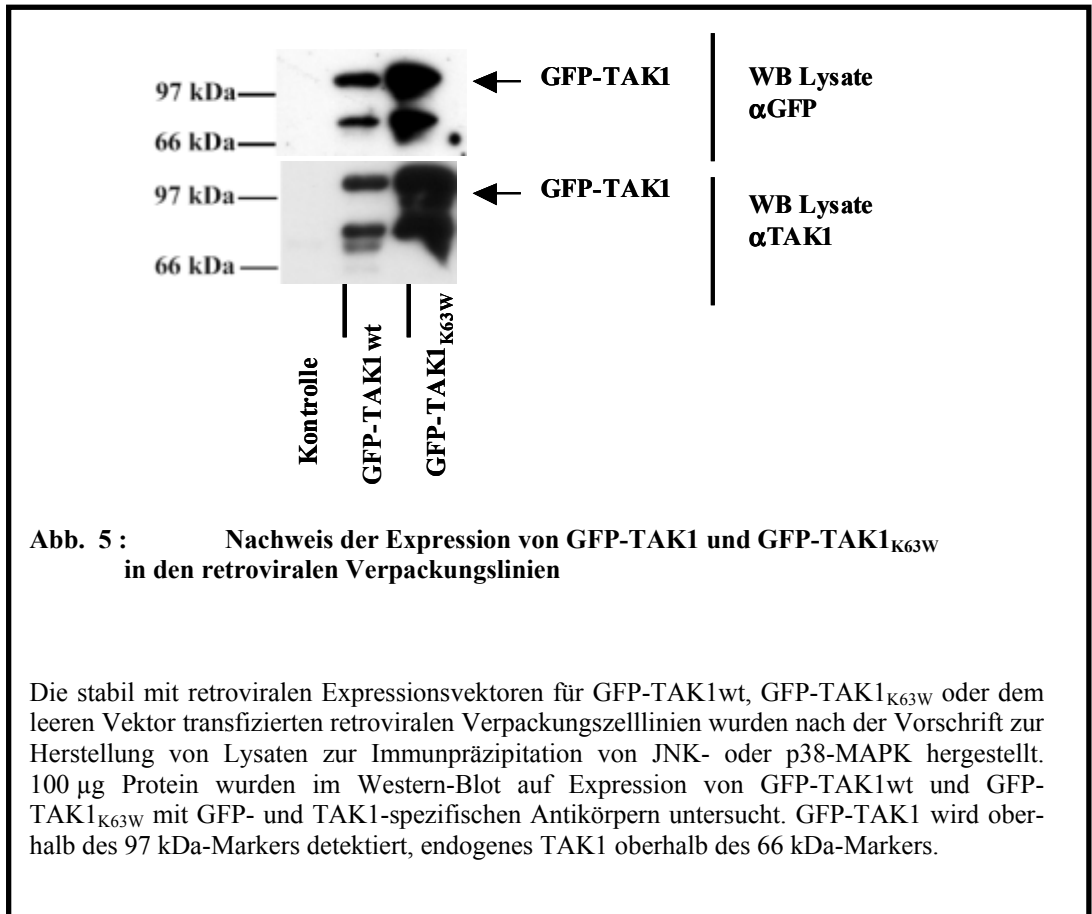 97 kDa
66 kDa
GFP-TAK1
WB Lysate
αGFP
97 kDa
66 kDa
GFP-TAK1
WB Lysate
αTAK1
Kontrolle
GFP-TAK1wt
GFP-TAK1K63W
Abb. 5 : Nachweis der Expression von GFP-TAK1 und GFP-TAK1K63W
in den retroviralen Verpackungslinien
Die stabil mit retroviralen Expressionsvektoren für GFP-TAK1wt, GFP-TAK1K63W oder dem
leeren Vektor transfizierten retroviralen Verpackungszelllinien wurden nach der Vorschrift zur
Herstellung von Lysaten zur Immunpräzipitation von JNK- oder p38-MAPK hergestellt.
100 µg Protein wurden im Western-Blot auf Expression von GFP-TAK1wt und GFP-
TAK1K63W mit GFP- und TAK1-spezifischen Antikörpern untersucht. GFP-TAK1 wird ober-
halb des 97 kDa-Markers detektiert, endogenes TAK1 oberhalb des 66 kDa-Markers.